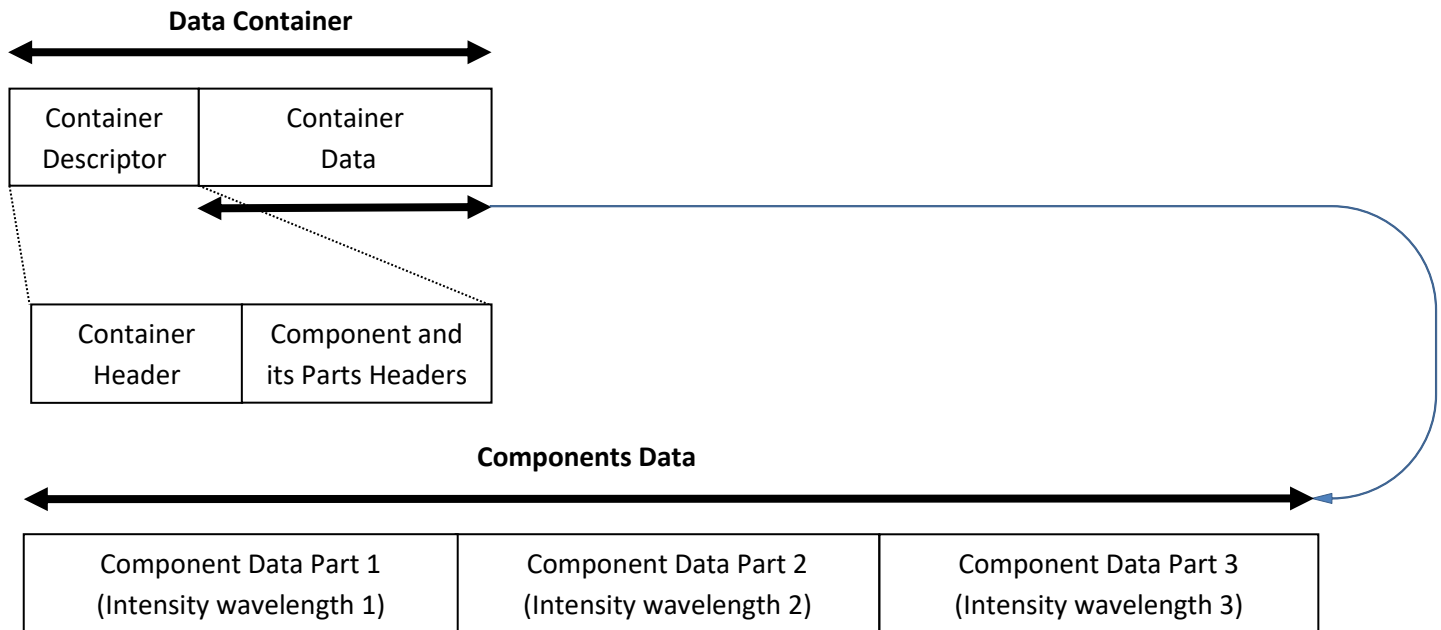 Data Container
Container
Descriptor
Container
Data
Container
Header
Component and
its Parts Headers
Components Data
Component Data Part 1
(Intensity wavelength 1)
Component Data Part 2
(Intensity wavelength 2)
Component Data Part 3
(Intensity wavelength 3)